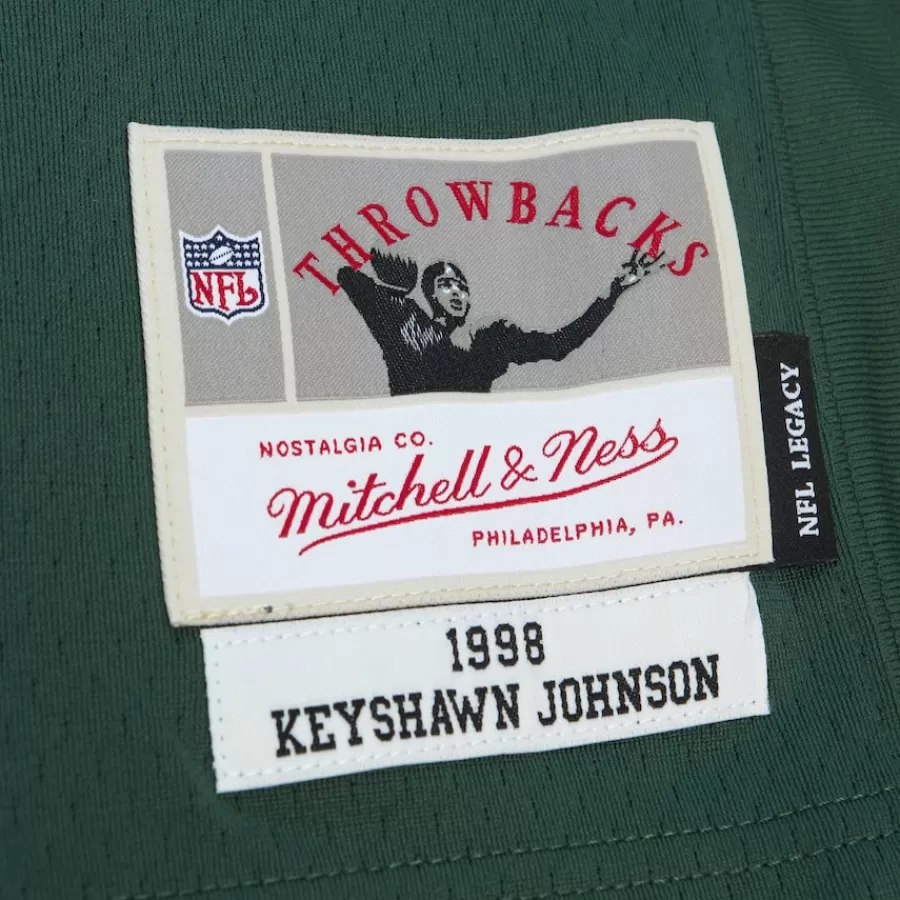 THROWBACKS
NFL
NOSTALGIA CO.
Mitchell & Ness
PHILADELPHIA, PA.
NFL LEGACY
1998
KEYSHAWN JOHNSON